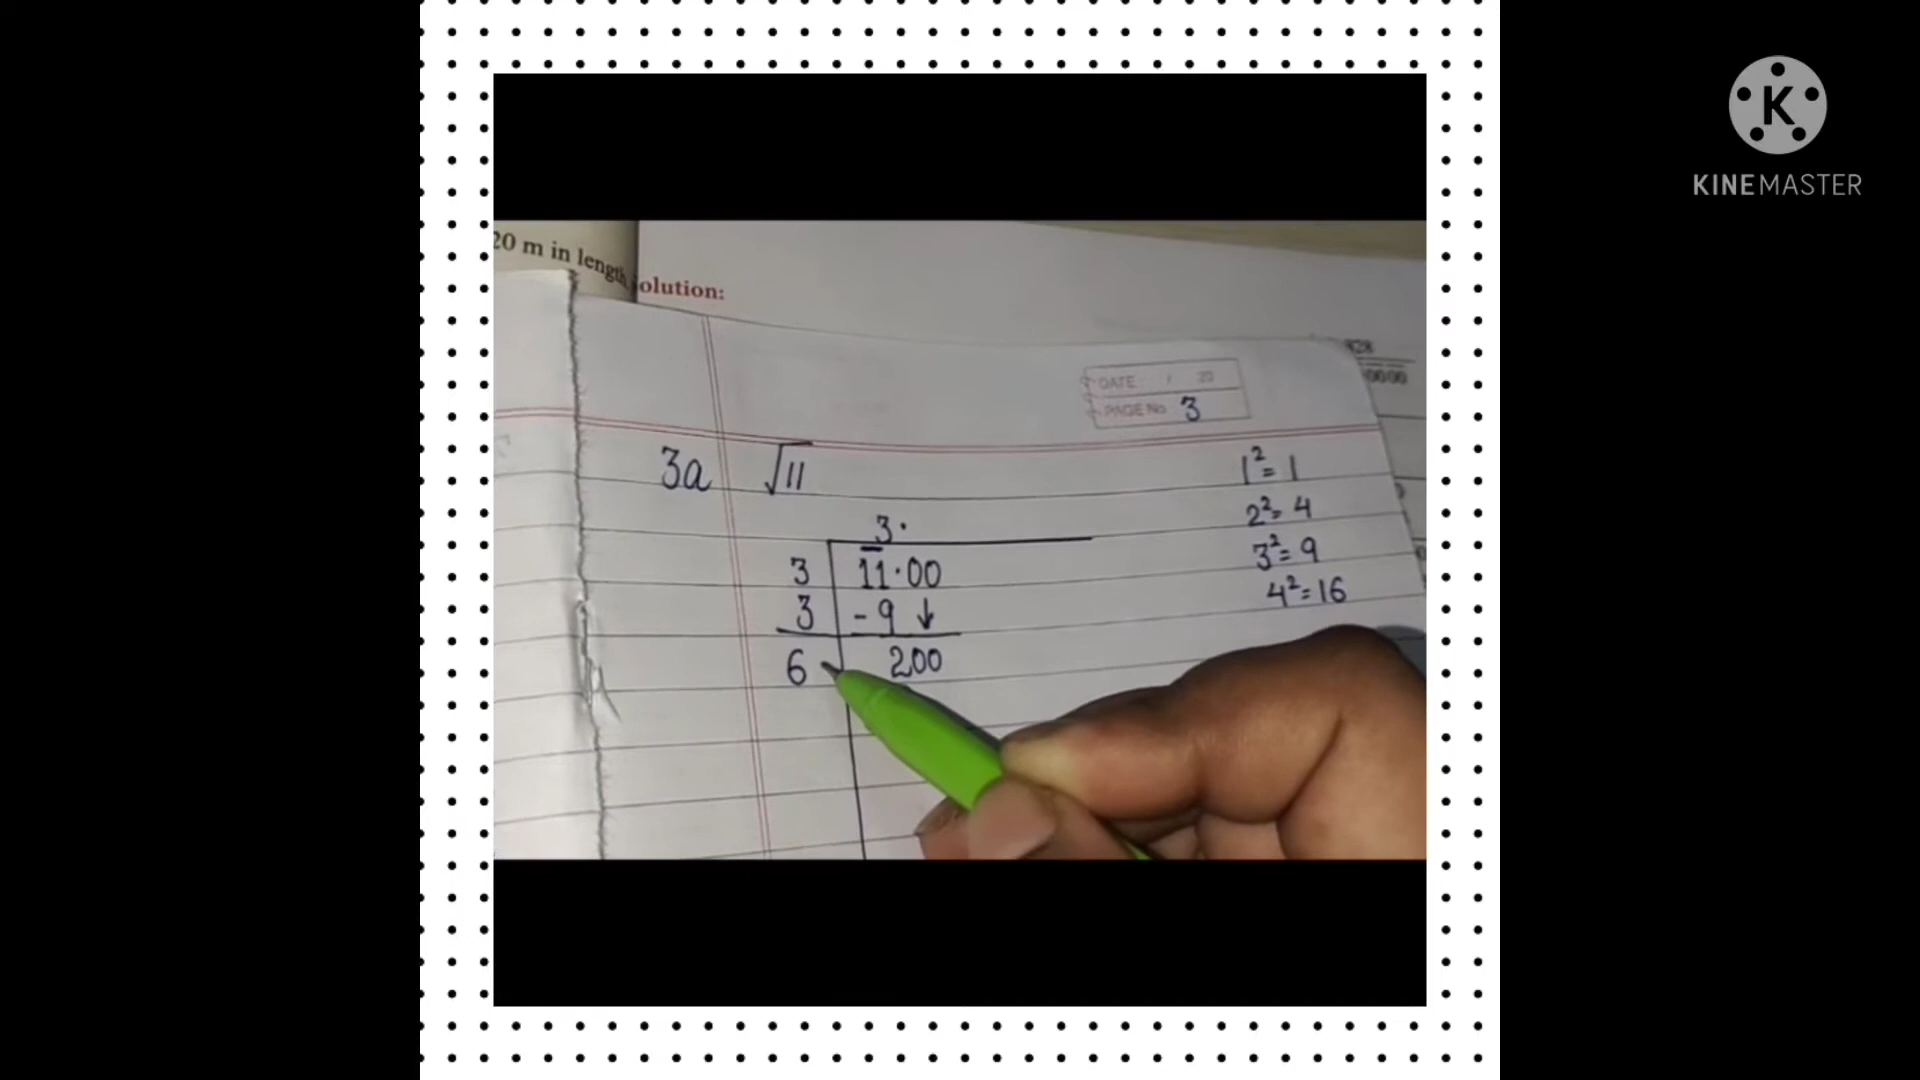 KINEMASTER
20 m in length
olution:
DATE: / 20
PAGE No 3
3a √11
1² = 1
2² = 4
3² = 9
4² = 16
3.
3 11.00
3 - 9 ↓
6 200